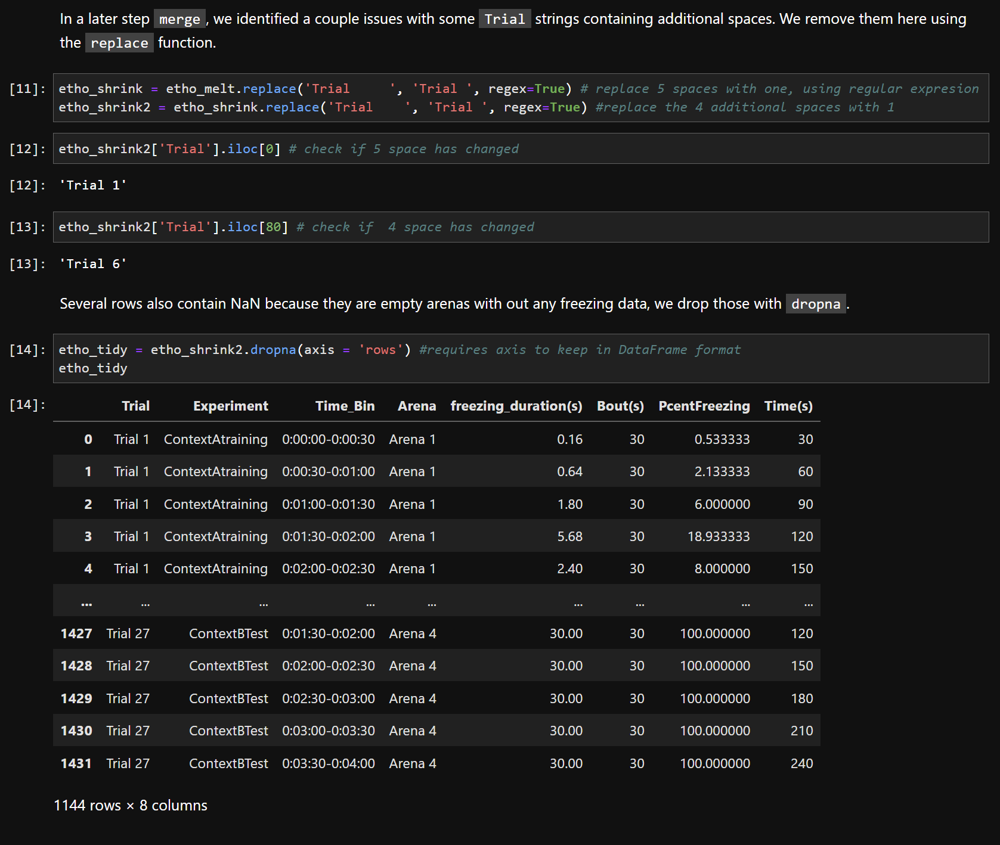 In a later step merge, we identified a couple issues with some Trial strings containing additional spaces. We remove them here using
the replace function.
[11]: etho_shrink = etho_melt.replace('Trial     ', 'Trial ', regex=True) # replace 5 spaces with one, using regular expresion
etho_shrink2 = etho_shrink.replace('Trial    ', 'Trial ', regex=True) #replace the 4 additional spaces with 1
[12]: etho_shrink2['Trial'].iloc[0] # check if 5 space has changed
[12]: 'Trial 1'
[13]: etho_shrink2['Trial'].iloc[80] # check if  4 space has changed
[13]: 'Trial 6'
Several rows also contain NaN because they are empty arenas with out any freezing data, we drop those with dropna.
[14]: etho_tidy = etho_shrink2.dropna(axis = 'rows') #requires axis to keep in DataFrame format
etho_tidy
[14]: Trial Experiment Time_Bin Arena freezing_duration(s) Bout(s) PcentFreezing Time(s)
0 Trial 1 ContextAtraining 0:00:00-0:00:30 Arena 1 0.16 30 0.533333 30
1 Trial 1 ContextAtraining 0:00:30-0:01:00 Arena 1 0.64 30 2.133333 60
2 Trial 1 ContextAtraining 0:01:00-0:01:30 Arena 1 1.80 30 6.000000 90
3 Trial 1 ContextAtraining 0:01:30-0:02:00 Arena 1 5.68 30 18.933333 120
4 Trial 1 ContextAtraining 0:02:00-0:02:30 Arena 1 2.40 30 8.000000 150
... ... ... ... ... ... ... ... ...
1427 Trial 27 ContextBTest 0:01:30-0:02:00 Arena 4 30.00 30 100.000000 120
1428 Trial 27 ContextBTest 0:02:00-0:02:30 Arena 4 30.00 30 100.000000 150
1429 Trial 27 ContextBTest 0:02:30-0:03:00 Arena 4 30.00 30 100.000000 180
1430 Trial 27 ContextBTest 0:03:00-0:03:30 Arena 4 30.00 30 100.000000 210
1431 Trial 27 ContextBTest 0:03:30-0:04:00 Arena 4 30.00 30 100.000000 240
1144 rows × 8 columns